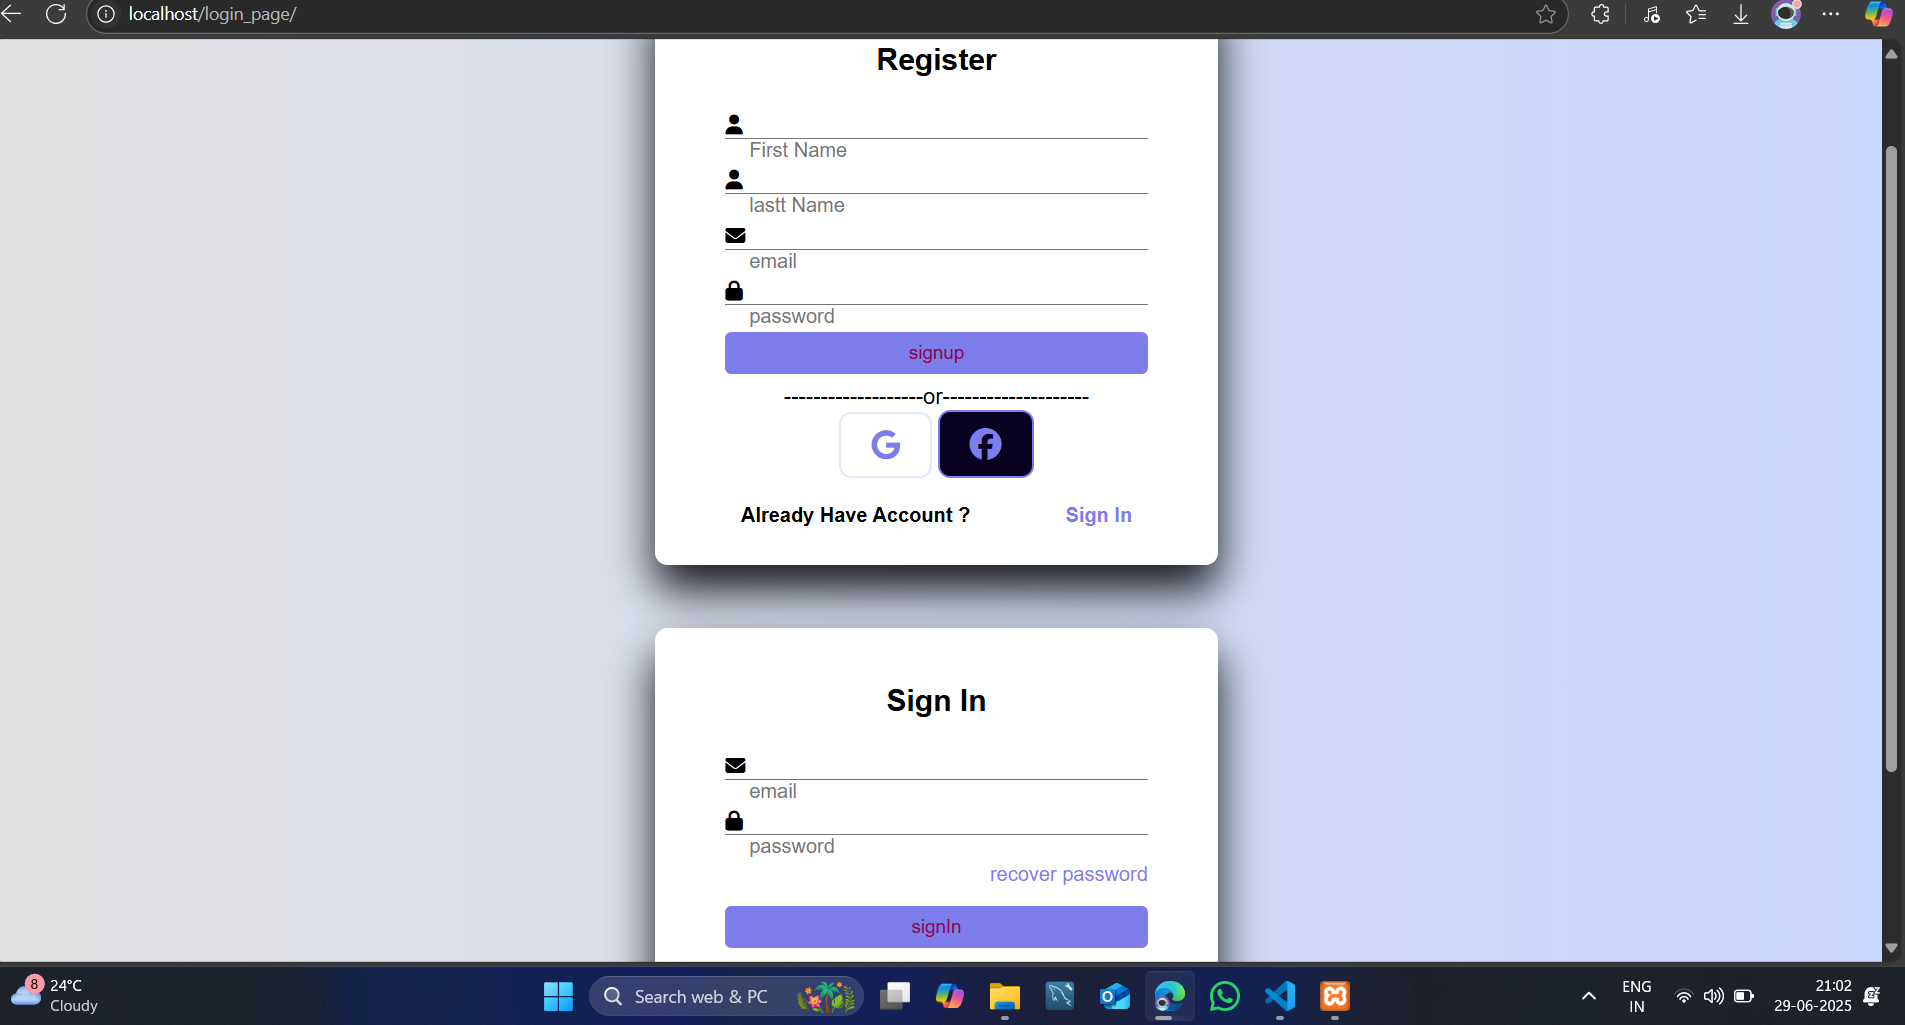 localhost/login_page/
Register
First Name
lastt Name
email
password
signup
-------------------or--------------------
Already Have Account ? Sign In
Sign In
email
password
recover password
signIn
8
24°C
Cloudy
Search web & PC
ENG
IN
21:02
29-06-2025